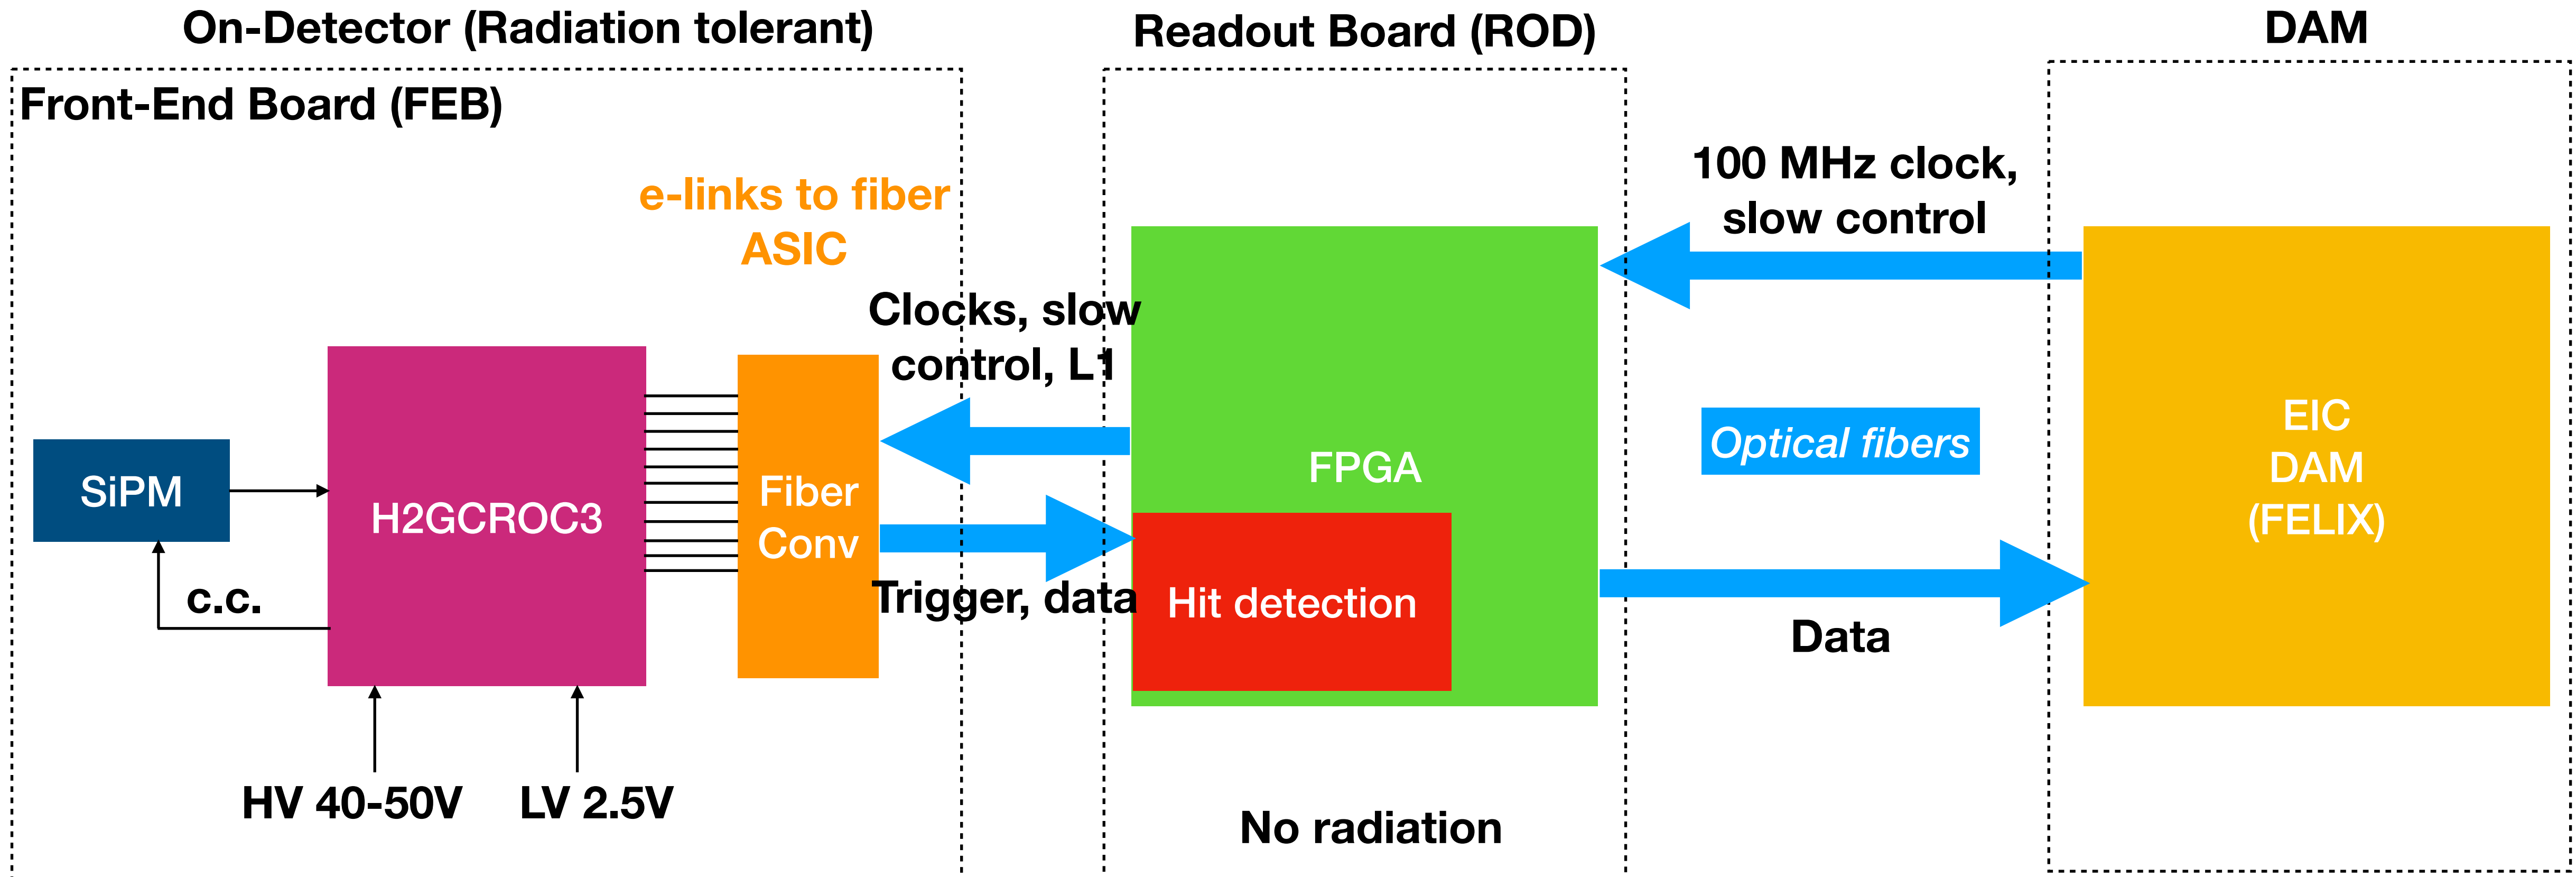 On-Detector (Radiation tolerant)
Readout Board (ROD)
DAM
Front-End Board (FEB)
e-links to fiber
ASIC
100 MHz clock,
slow control
Clocks, slow
control, L1
SiPM
H2GCROC3
Fiber
Conv
c.c.
Trigger, data
HV 40-50V
LV 2.5V
FPGA
Hit detection
No radiation
Optical fibers
Data
EIC
DAM
(FELIX)